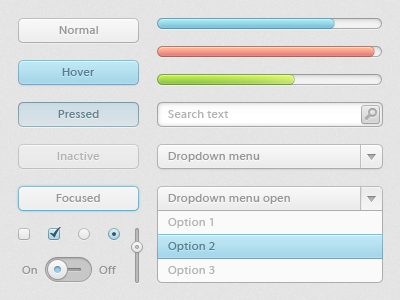 Normal
Hover
Pressed
Search text
Inactive
Dropdown menu
Focused
Dropdown menu open
Option 1
Option 2
Option 3
On Off